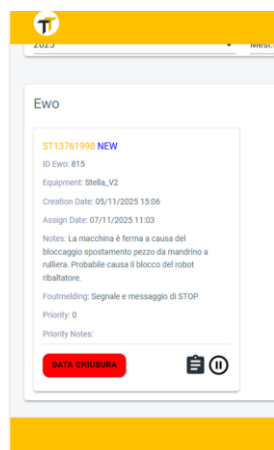 2025
Ewo
ST13761998 NEW
ID Ewo: 815
Equipment: Stella_V2
Creation Date: 05/11/2025 15:06
Assign Date: 07/11/2025 11:03
Notes: La macchina è ferma a causa del
bloccaggio spostamento pezzo da mandrino a
rulliera. Probabile causa il blocco del robot
ribaltatore.
Foutmelding: Segnale e messaggio di STOP
Priority: 0
Priority Notes:
DATA CHIUSURA